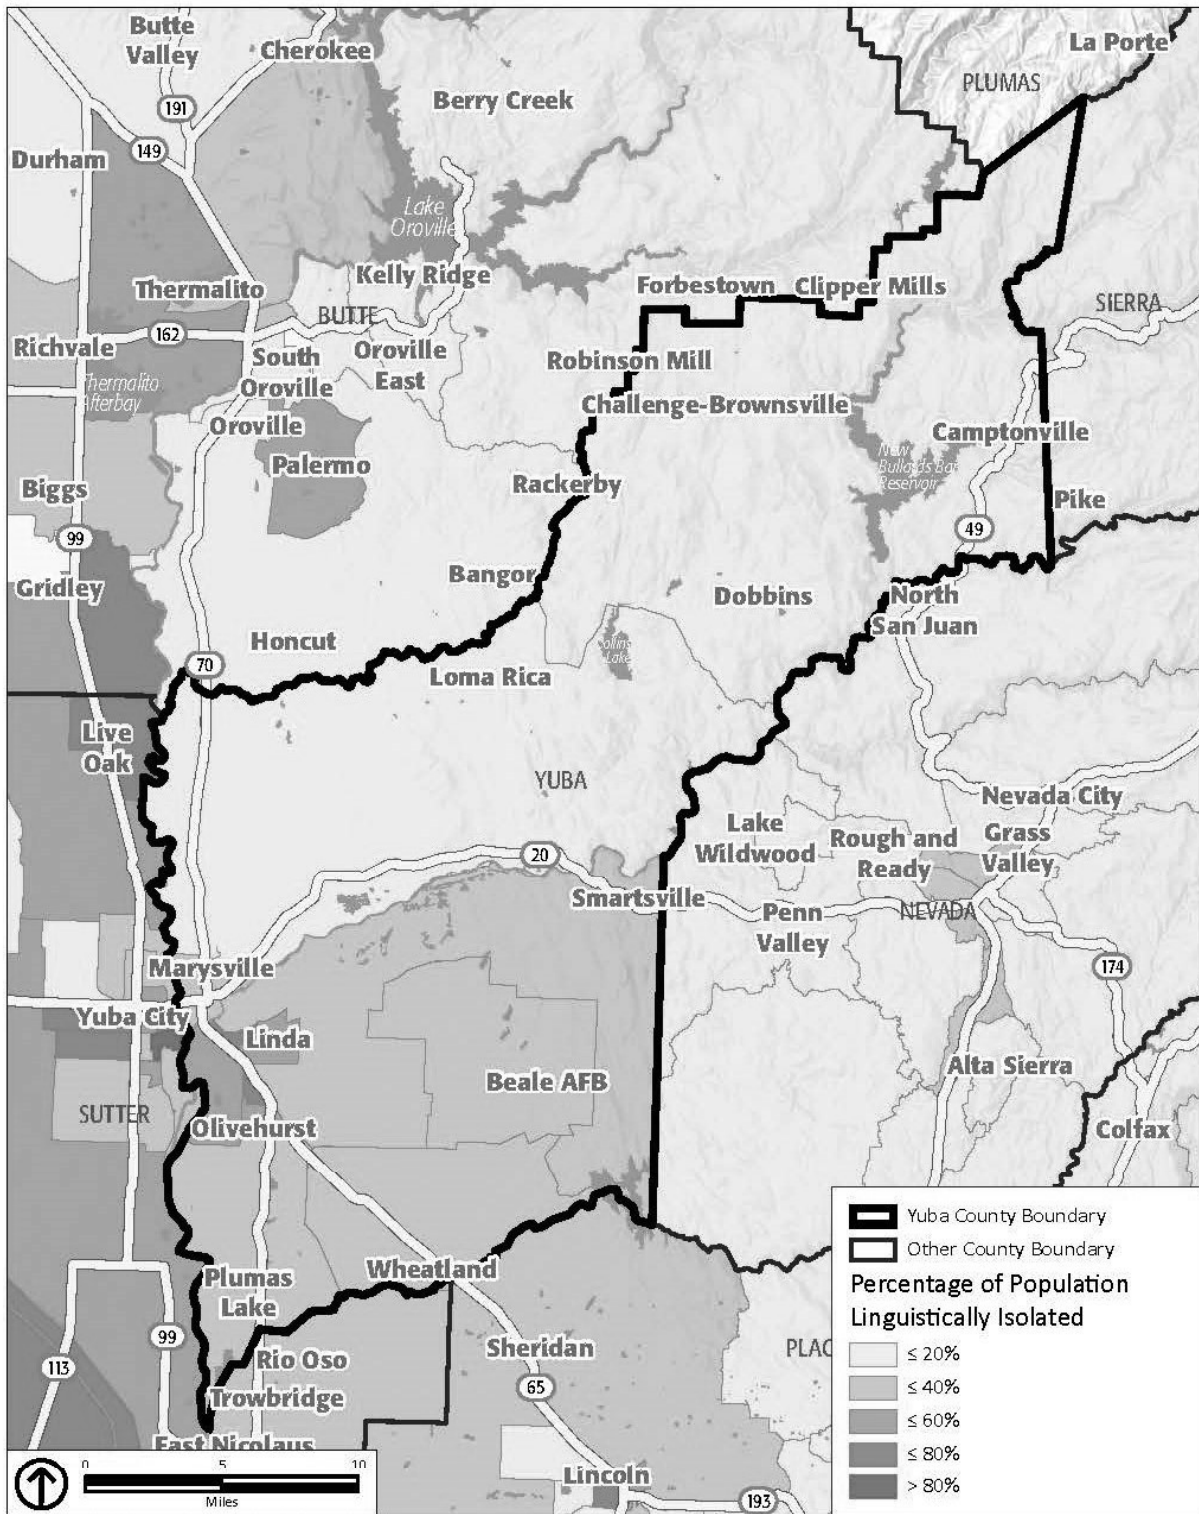 Butte
Valley
Cherokee
La Porte
PLUMAS
191
Berry Creek
149
Durham
Lake
Oroville
Thermalito
Kelly Ridge
Forbestown
Clipper Mills
SIERRA
BUTTE
162
Richvale
South
Oroville
Oroville
East
Robinson Mill
Thermalito
Afterbay
Challenge-Brownsville
Oroville
Camptonville
Palermo
New
Bullards Bar
Reservoir
Biggs
Rackerby
Pike
99
49
Gridley
Bangor
Dobbins
North
San Juan
Honcut
Collins
Lake
70
Loma Rica
Live
Oak
YUBA
Nevada City
Lake
Wildwood
Rough and
Ready
Grass
Valley
20
Smartsville
Penn
Valley
NEVADA
Marysville
174
Yuba City
Linda
Alta Sierra
Beale AFB
SUTTER
Olivehurst
Colfax
Wheatland
Plumas
Lake
99
Rio Oso
Sheridan
PLAC
113
Trowbridge
65
East Nicolaus
Lincoln
193
Yuba County Boundary
Other County Boundary
Percentage of Population
Linguistically Isolated
≤ 20%
≤ 40%
≤ 60%
≤ 80%
> 80%
0 5 10
Miles